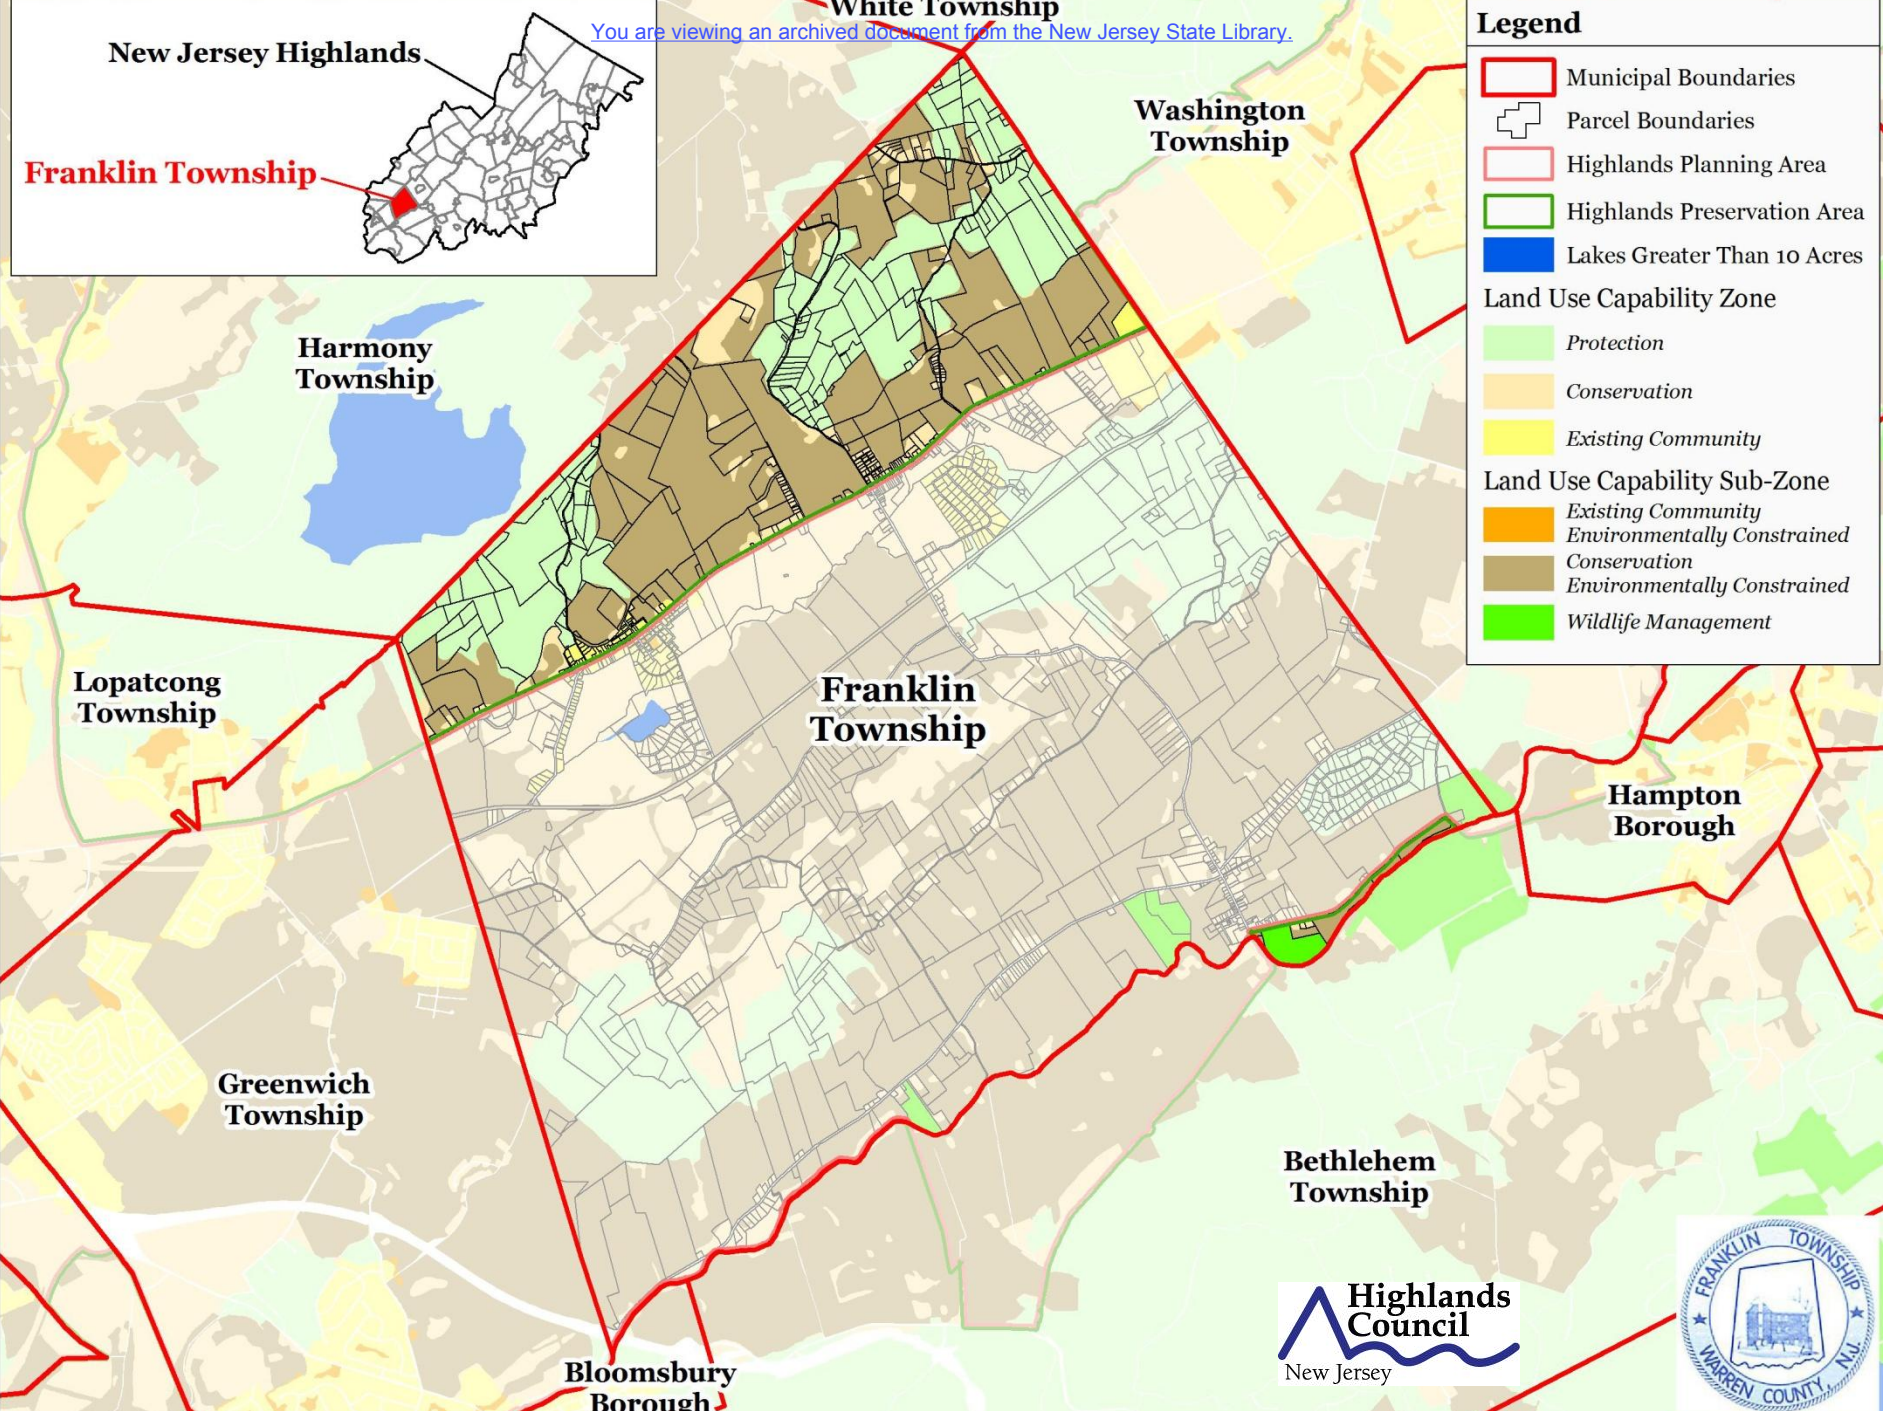 White Township
You are viewing an archived document from the New Jersey State Library.
New Jersey Highlands
Franklin Township
Washington
Township
Harmony
Township
Lopatcong
Township
Franklin
Township
Hampton
Borough
Greenwich
Township
Bethlehem
Township
Bloomsbury
Borough
Legend
Municipal Boundaries
Parcel Boundaries
Highlands Planning Area
Highlands Preservation Area
Lakes Greater Than 10 Acres
Land Use Capability Zone
Protection
Conservation
Existing Community
Land Use Capability Sub-Zone
Existing Community
Environmentally Constrained
Conservation
Environmentally Constrained
Wildlife Management
Highlands
Council
New Jersey
FRANKLIN TOWNSHIP
WARREN COUNTY, N.J.